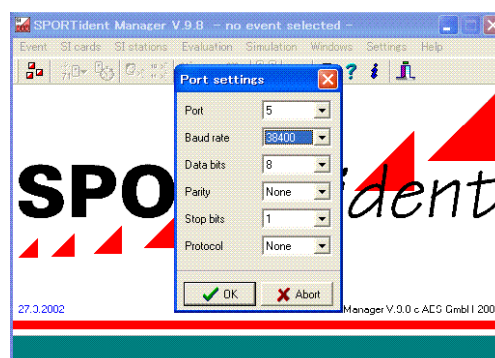 SPORTident Manager V.9.8 - no event selected -
Event SI cards SI stations Evaluation Simulation Windows Settings Help
Port settings
Port 5
Baud rate 38400
Data bits 8
Parity None
Stop bits 1
Protocol None
OK Abort
SPO dent
27.3.2002
Manager V.9.8 c AES GmbH 200